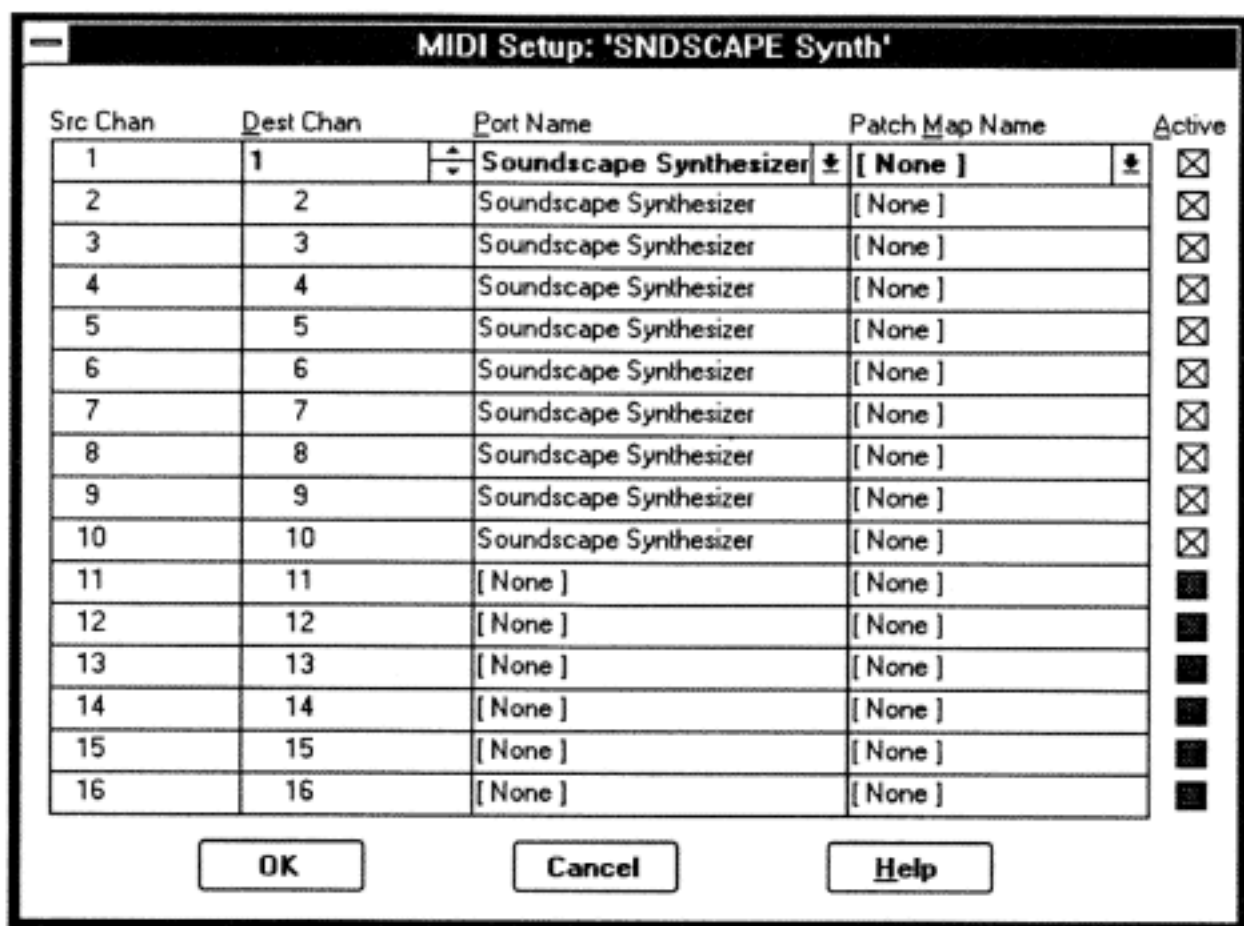 MIDI Setup: 'SNDSCAPE Synth'
Src Chan Dest Chan Port Name Patch Map Name Active
1 1 Soundscape Synthesizer [ None ]
2 2 Soundscape Synthesizer [ None ]
3 3 Soundscape Synthesizer [ None ]
4 4 Soundscape Synthesizer [ None ]
5 5 Soundscape Synthesizer [ None ]
6 6 Soundscape Synthesizer [ None ]
7 7 Soundscape Synthesizer [ None ]
8 8 Soundscape Synthesizer [ None ]
9 9 Soundscape Synthesizer [ None ]
10 10 Soundscape Synthesizer [ None ]
11 11 [ None ] [ None ]
12 12 [ None ] [ None ]
13 13 [ None ] [ None ]
14 14 [ None ] [ None ]
15 15 [ None ] [ None ]
16 16 [ None ] [ None ]
OK Cancel Help